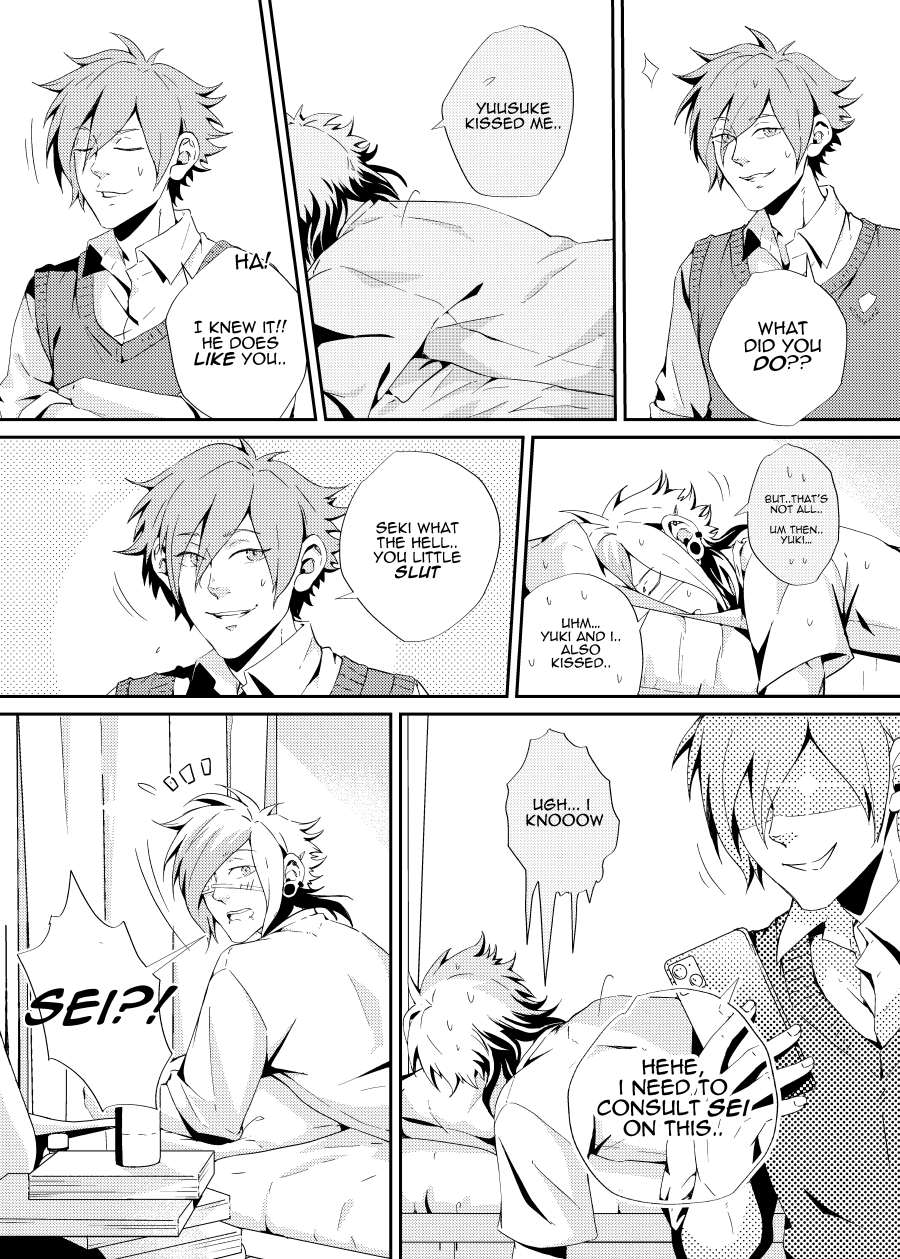 WHAT
DID YOU
DO??
YUUSUKE
KISSED ME..
HA!
I KNEW IT!!
HE DOES
LIKE YOU..
BUT..THAT'S
NOT ALL..
UM THEN..
YUKI...
UHM...
YUKI AND I..
ALSO
KISSED..
SEKI WHAT
THE HELL..
YOU LITTLE
SLUT
UGH... I
KNOOOW
HEHE,
I NEED TO
CONSULT SEI
ON THIS..
SEI?!